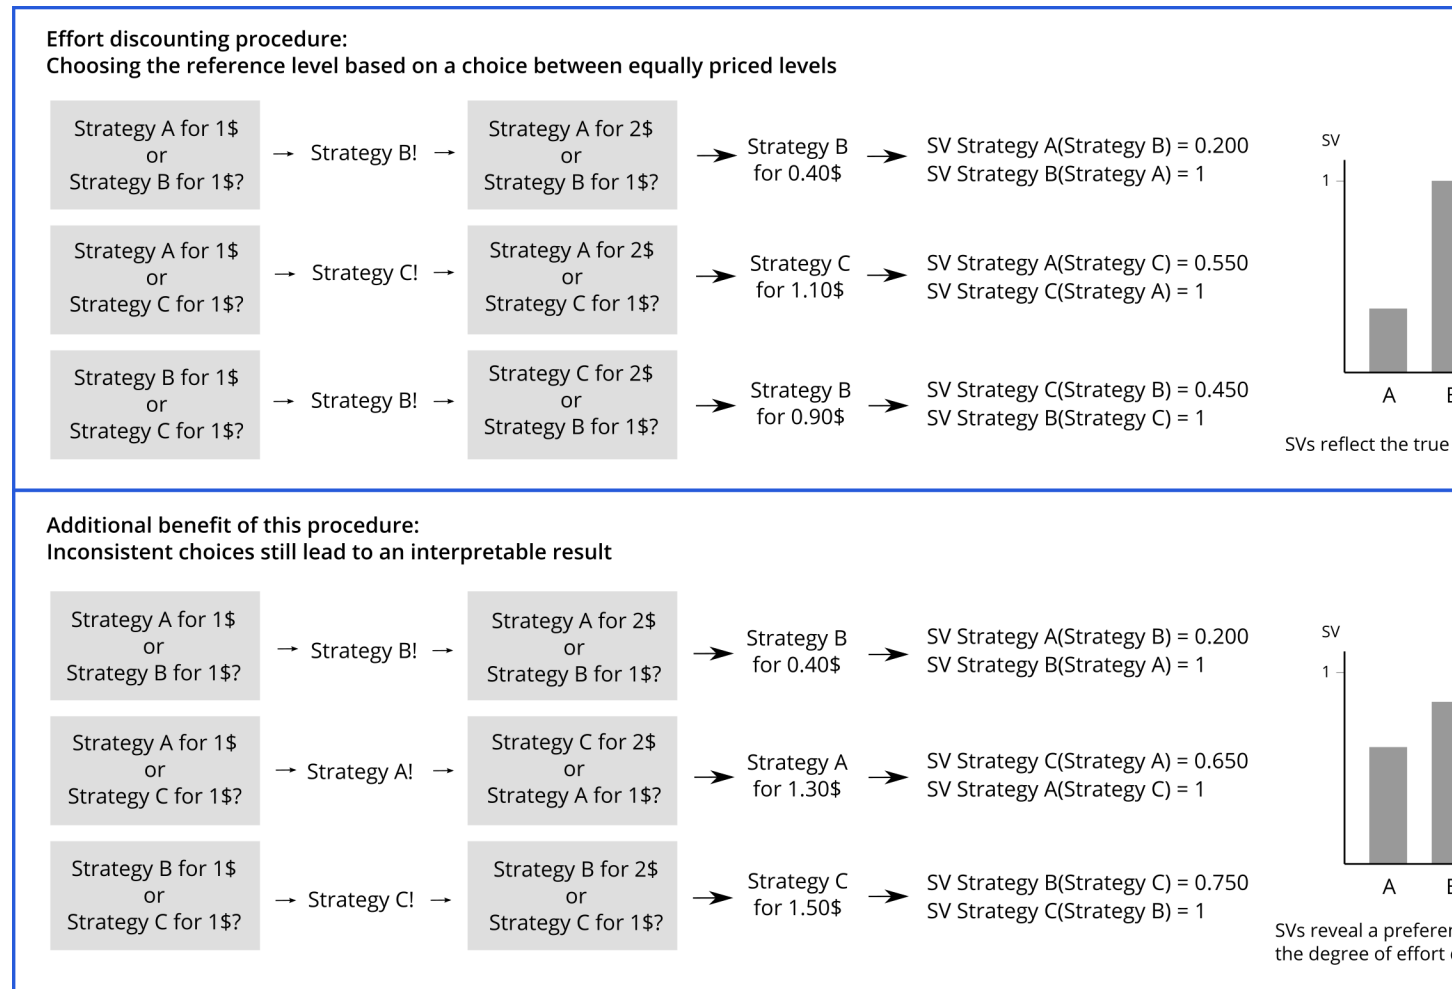 Effort discounting procedure:
Choosing the reference level based on a choice between equally priced levels
Strategy A for 1$
or
Strategy B for 1$?
Strategy B!
Strategy A for 2$
or
Strategy B for 1$?
Strategy B
for 0.40$
SV Strategy A(Strategy B) = 0.200
SV Strategy B(Strategy A) = 1
Strategy A for 1$
or
Strategy C for 1$?
Strategy C!
Strategy A for 2$
or
Strategy C for 1$?
Strategy C
for 1.10$
SV Strategy A(Strategy C) = 0.550
SV Strategy C(Strategy A) = 1
Strategy B for 1$
or
Strategy C for 1$?
Strategy B!
Strategy C for 2$
or
Strategy B for 1$?
Strategy B
for 0.90$
SV Strategy C(Strategy B) = 0.450
SV Strategy B(Strategy C) = 1
SV
1
A
SVs reflect the true
Additional benefit of this procedure:
Inconsistent choices still lead to an interpretable result
Strategy A for 1$
or
Strategy B for 1$?
Strategy B!
Strategy A for 2$
or
Strategy B for 1$?
Strategy B
for 0.40$
SV Strategy A(Strategy B) = 0.200
SV Strategy B(Strategy A) = 1
Strategy A for 1$
or
Strategy C for 1$?
Strategy A!
Strategy C for 2$
or
Strategy A for 1$?
Strategy A
for 1.30$
SV Strategy C(Strategy A) = 0.650
SV Strategy A(Strategy C) = 1
Strategy B for 1$
or
Strategy C for 1$?
Strategy C!
Strategy B for 2$
or
Strategy C for 1$?
Strategy C
for 1.50$
SV Strategy B(Strategy C) = 0.750
SV Strategy C(Strategy B) = 1
SV
1
A
SVs reveal a
the degree of effort